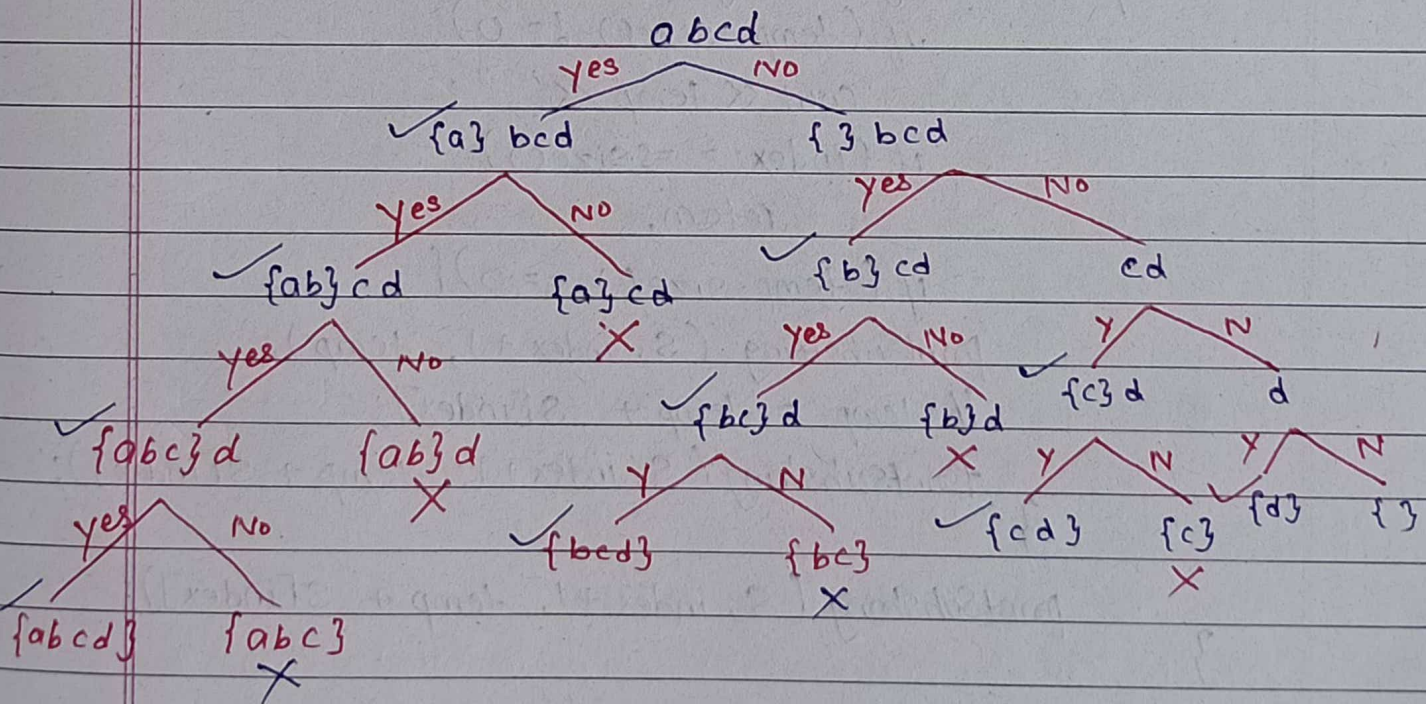 abcd
yes NO
✓{a} bcd { } bcd
yes NO yes NO
✓{ab} cd {a} cd ✓{b} cd cd
X
yes NO yes NO Y N
✓{abc} d {ab} d ✓{bc} d {b} d ✓{c} d d
X X
yes NO Y N Y N Y N
✓{abcd} {abc} ✓{bcd} {bc} ✓{cd} {c} ✓{d} { }
X X X